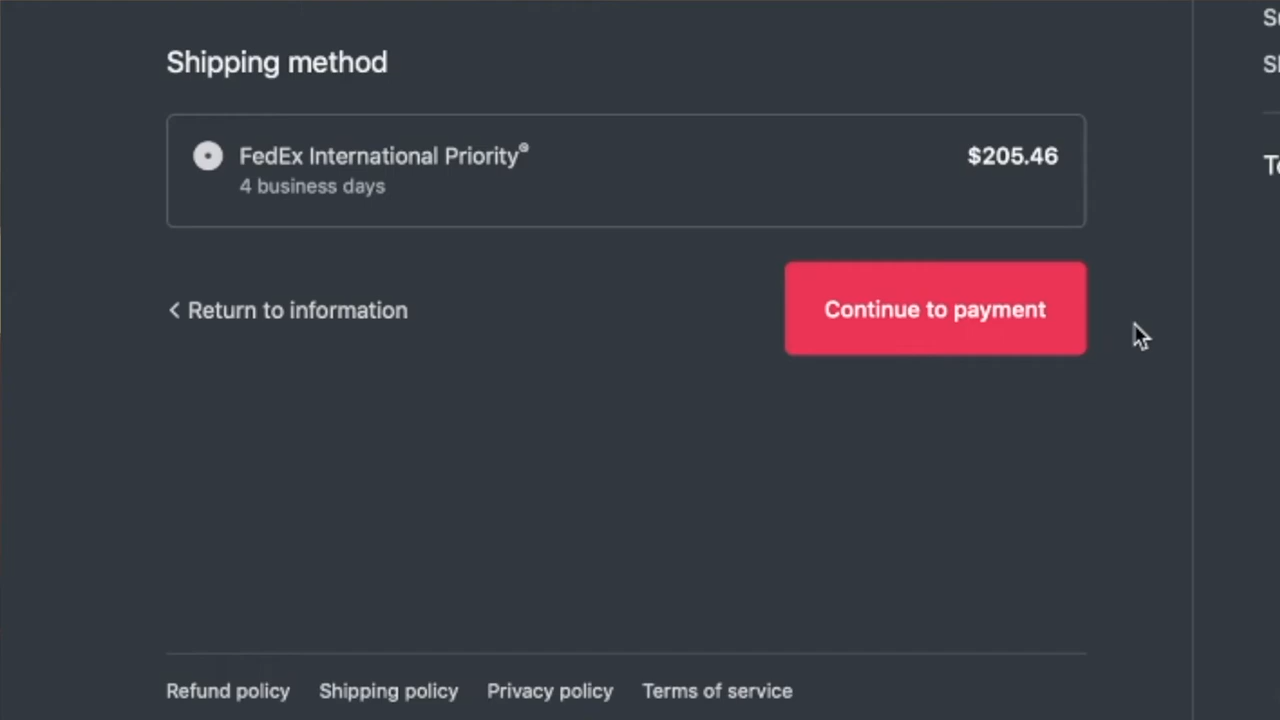 Shipping method
FedEx International Priority®
$205.46
4 business days
< Return to information
Continue to payment
Refund policy
Shipping policy
Privacy policy
Terms of service